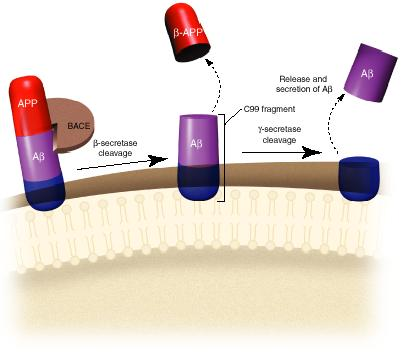 β-APP
APP
BACE
Aβ
β-secretase
cleavage
Aβ
C99 fragment
γ-secretase
cleavage
Release and
secretion of Aβ
Aβ